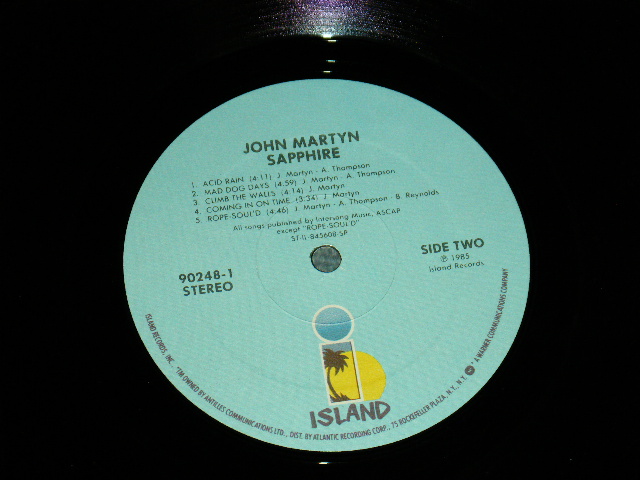 JOHN MARTYN
SAPPHIRE
1. ACID RAIN (4:11) J. Martyn - A. Thompson
2. MAD DOG DAYS (4:59) J. Martyn - A. Thompson
3. CLIMB THE WALLS (4:14) J. Martyn
4. COMING IN ON TIME (3:34) J. Martyn
5. ROPE-SOUL'D (4:46) J. Martyn - A. Thompson - B. Reynolds
All songs published by Intersong Music, ASCAP
except "ROPE-SOUL'D"
ST-IL-845608-SP
90248-1
STEREO
SIDE TWO
℗ 1985
Island Records
ISLAND
ISLAND RECORDS, INC. *TM OWNED BY ANTILLES COMMUNICATIONS LTD., DIST. BY ATLANTIC RECORDING CORP., 75 ROCKEFELLER PLAZA, N.Y., N.Y. A WARNER COMMUNICATIONS COMPANY